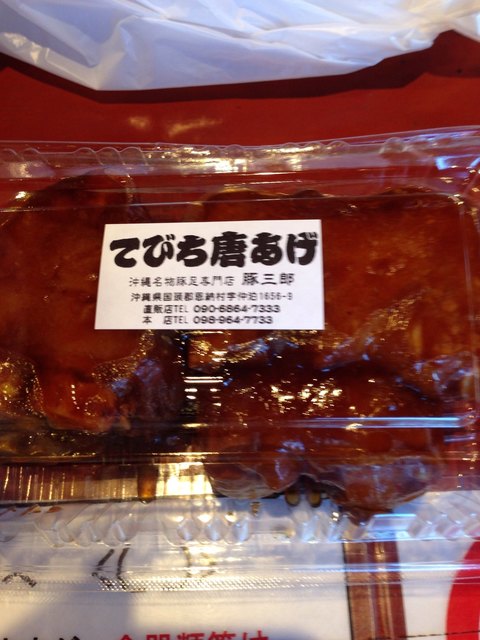 てびち唐あげ
沖縄名物豚足専門店 豚三郎
沖縄県国頭郡恩納村字仲泊1656-9
直販店TEL 090-6864-7333
本 店TEL 098-964-7733